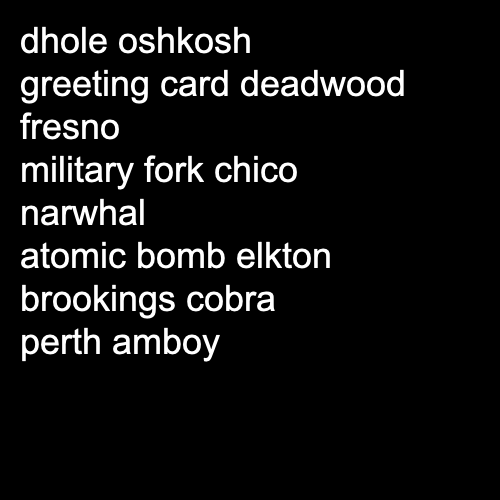 dhole oshkosh
greeting card deadwood
fresno
military fork chico
narwhal
atomic bomb elkton
brookings cobra
perth amboy